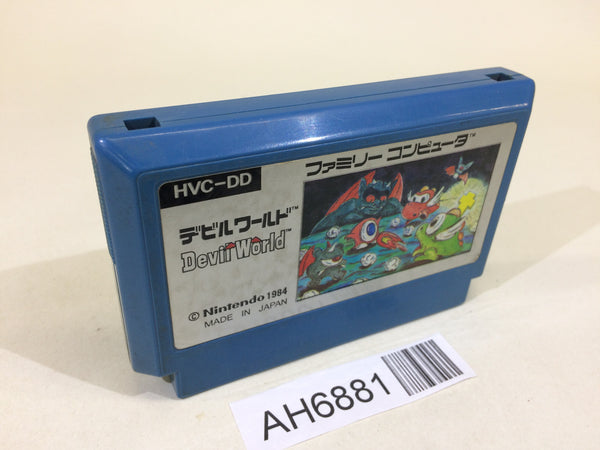 HVC-DD
ファミリー コンピュータ™
デビルワールド™
Devil World™
© Nintendo 1984
MADE IN JAPAN
AH6881